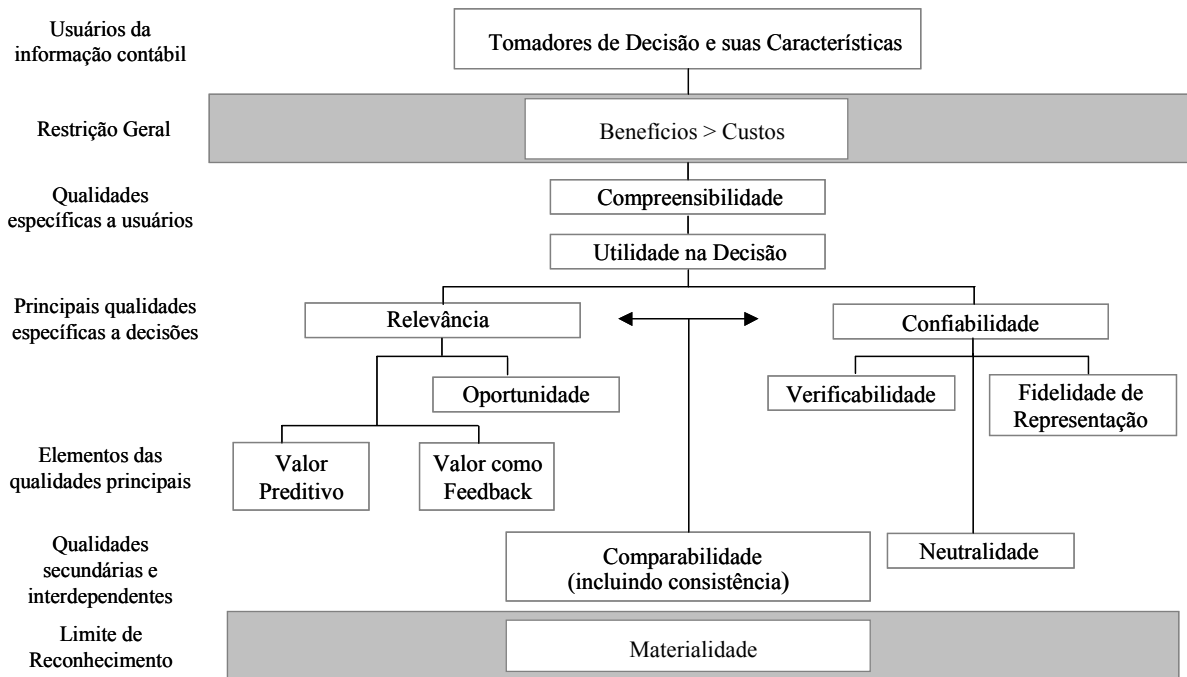 Usuários da
informação contábil
Tomadores de Decisão e suas Características
Restrição Geral
Benefícios > Custos
Qualidades
específicas a usuários
Compreensibilidade
Utilidade na Decisão
Principais qualidades
específicas a decisões
Relevância
Confiabilidade
Oportunidade
Verificabilidade
Fidelidade de
Representação
Elementos das
qualidades principais
Valor
Preditivo
Valor como
Feedback
Qualidades
secundárias e
interdependentes
Comparabilidade
(incluindo consistência)
Neutralidade
Limite de
Reconhecimento
Materialidade